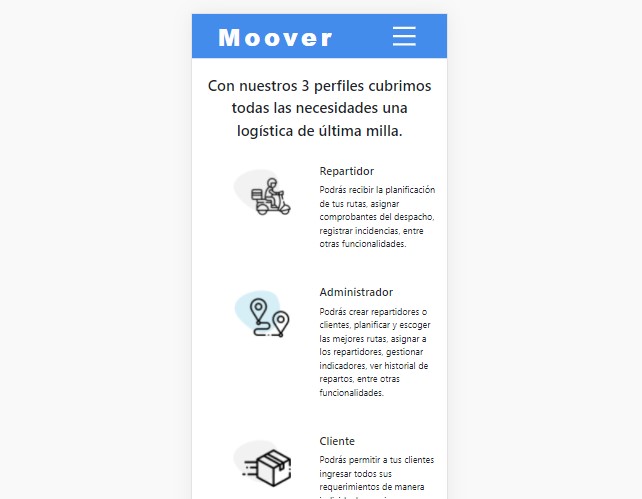 Moover
Con nuestros 3 perfiles cubrimos
todas las necesidades una
logística de última milla.
Repartidor
Podrás recibir la planificación
de tus rutas, asignar
comprobantes del despacho,
registrar incidencias, entre
otras funcionalidades.
Administrador
Podrás crear repartidores o
clientes, planificar y escoger
las mejores rutas, asignar a
los repartidores, gestionar
indicadores, ver historial de
repartos, entre otras
funcionalidades.
Cliente
Podrás permitir a tus clientes
ingresar todos sus
requerimientos de manera